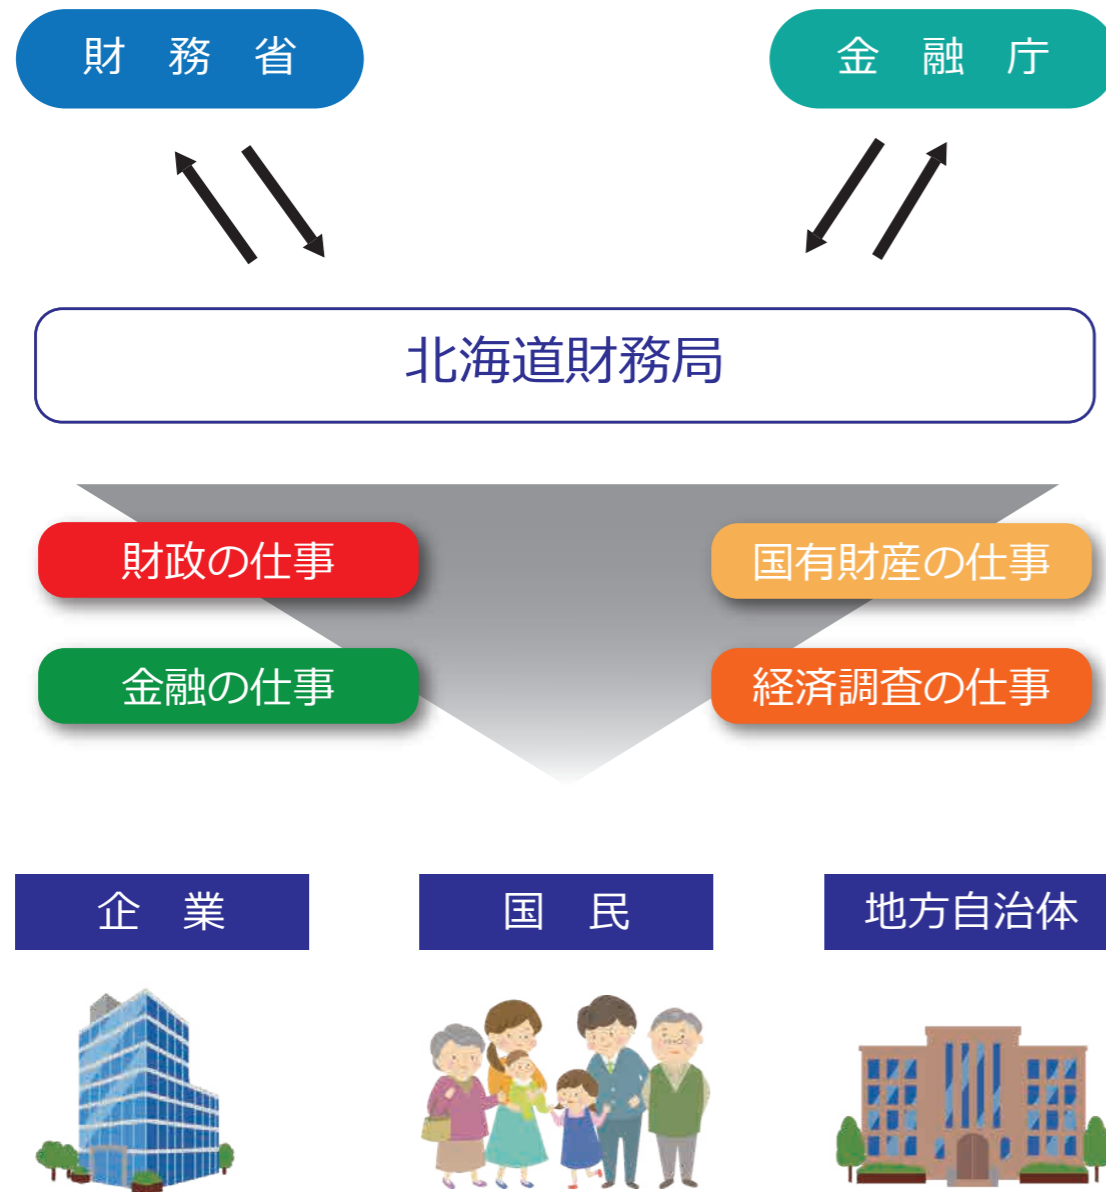 財 務 省
金 融 庁
北海道財務局
財政の仕事
国有財産の仕事
金融の仕事
経済調査の仕事
企 業
国 民
地方自治体